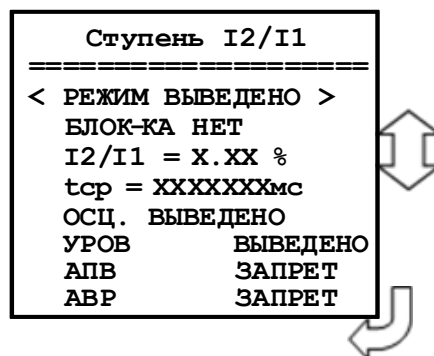 Ступень I2/I1
====================
< РЕЖИМ ВЫВЕДЕНО >
БЛОК-КА НЕТ
I2/I1 = X.XX %
tср = XXXXXXXмс
ОСЦ. ВЫВЕДЕНО
УРОВ ВЫВЕДЕНО
АПВ ЗАПРЕТ
АВР ЗАПРЕТ